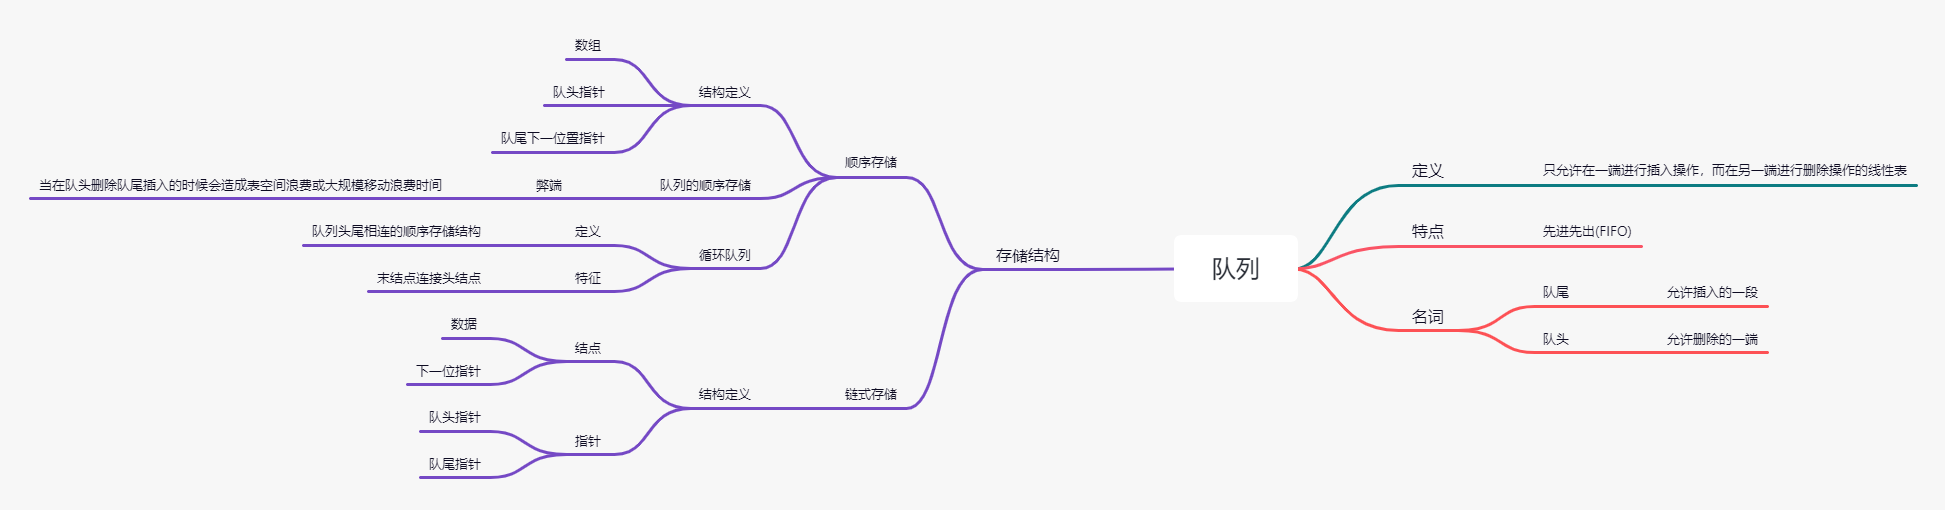 队列
定义
只允许在一端进行插入操作，而在另一端进行删除操作的线性表
特点
先进先出(FIFO)
名词
队尾
允许插入的一段
队头
允许删除的一端
存储结构
顺序存储
结构定义
数组
队头指针
队尾下一位置指针
队列的顺序存储
弊端
当在队头删除队尾插入的时候会造成表空间浪费或大规模移动浪费时间
循环队列
定义
队列头尾相连的顺序存储结构
特征
末结点连接头结点
链式存储
结构定义
结点
数据
下一位指针
指针
队头指针
队尾指针